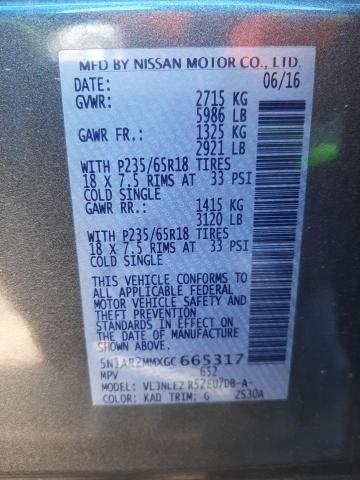 MFD BY NISSAN MOTOR CO., LTD.
DATE: 06/16
GVWR: 2715 KG
5986 LB
GAWR FR: 1325 KG
2921 LB
WITH P235/65R18 TIRES
18 X 7.5 RIMS AT 33 PSI
COLD SINGLE
GAWR RR: 1415 KG
3120 LB
WITH P235/65R18 TIRES
18 X 7.5 RIMS AT 33 PSI
COLD SINGLE
THIS VEHICLE CONFORMS TO
ALL APPLICABLE FEDERAL
MOTOR VEHICLE SAFETY
AND THEFT PREVENTION
STANDARDS IN EFFECT ON
THE DATE OF MANUFACTURE
SHOWN ABOVE.
5N1AR2MMXGC665317
MPV 652
MODEL: VLJNLEZ R52EU7DB-A-
COLOR: KAD TRIM: G 2S30A